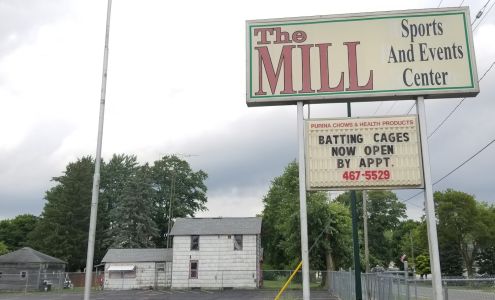 The
MILL
Sports
And Events
Center
PURINA CHOWS & HEALTH PRODUCTS
BATTING CAGES
NOW OPEN
BY APPT.
467-5529